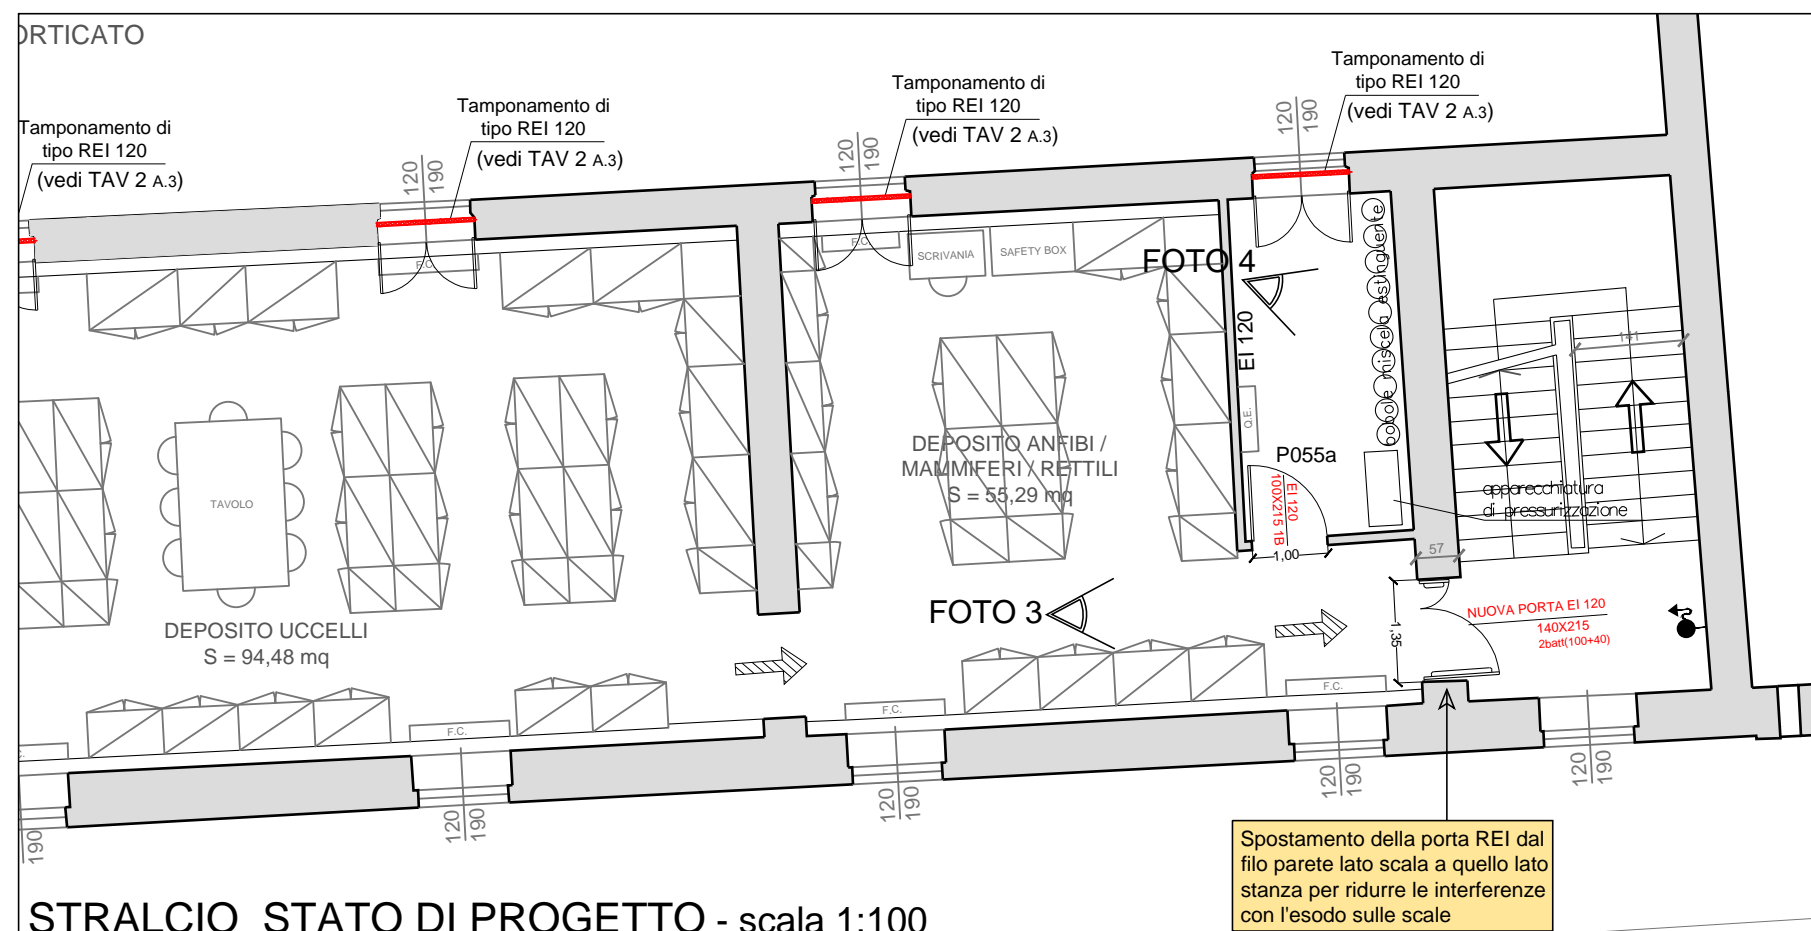 ORTICATO
Tamponamento di
tipo REI 120
(vedi TAV 2 A.3)
Tamponamento di
tipo REI 120
(vedi TAV 2 A.3)
Tamponamento di
tipo REI 120
(vedi TAV 2 A.3)
Tamponamento di
tipo REI 120
(vedi TAV 2 A.3)
120
190
120
190
120
190
F.C.
F.C.
SCRIVANIA
SAFETY BOX
FOTO 4
EI 120
bobole miscela estinguente
141
Q.E.
P055a
DEPOSITO ANFIBI /
MAMMIFERI / RETTILI
S = 55,29 mq
EI 120
100X215 1B
1,00
apparecchiatura
di pressurizzazione
57
TAVOLO
DEPOSITO UCCELLI
S = 94,48 mq
FOTO 3
1,35
NUOVA PORTA EI 120
140X215
2batt(100+40)
F.C.
F.C.
F.C.
C.
190
120
190
120
190
120
190
120
190
Spostamento della porta REI dal
filo parete lato scala a quello lato
stanza per ridurre le interferenze
con l'esodo sulle scale
STRALCIO STATO DI PROGETTO - scala 1:100